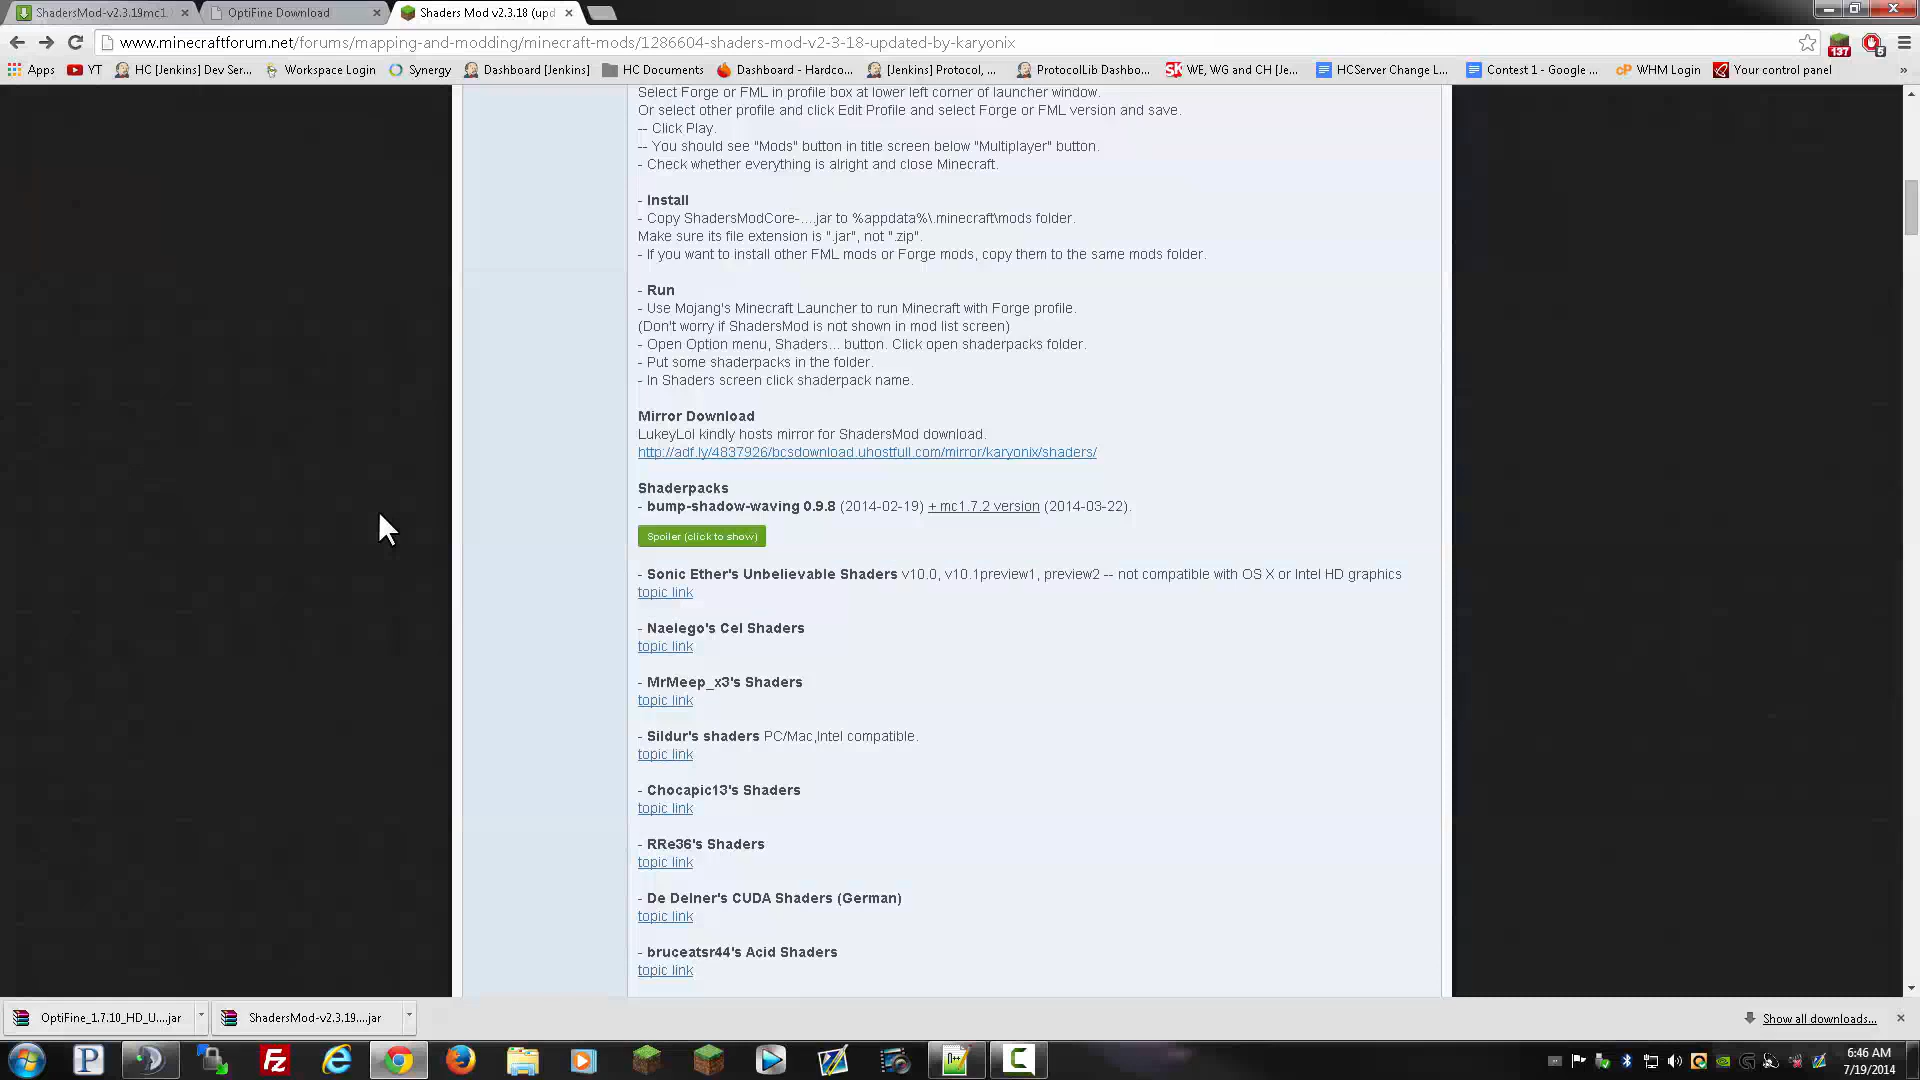 ShadersMod-v2.3.19mc1.
OptiFine Download
Shaders Mod v2.3.18 (upd
www.minecraftforum.net/forums/mapping-and-modding/minecraft-mods/1286604-shaders-mod-v2-3-18-updated-by-karyonix
137
5
Apps
YT
HC [Jenkins] Dev Ser...
Workspace Login
Synergy
Dashboard [Jenkins]
HC Documents
Dashboard - Hardco...
[Jenkins] Protocol, ...
ProtocolLib Dashbo...
WE, WG and CH [Je...
HCServer Change L...
Contest 1 - Google ...
WHM Login
Your control panel
Select Forge or FML in profile box at lower left corner of launcher window.
Or select other profile and click Edit Profile and select Forge or FML version and save.
-- Click Play.
-- You should see "Mods" button in title screen below "Multiplayer" button.
- Check whether everything is alright and close Minecraft.
- Install
- Copy ShadersModCore-....jar to %appdata%\.minecraft\mods folder.
Make sure its file extension is ".jar", not ".zip".
- If you want to install other FML mods or Forge mods, copy them to the same mods folder.
- Run
- Use Mojang's Minecraft Launcher to run Minecraft with Forge profile.
(Don't worry if ShadersMod is not shown in mod list screen)
- Open Option menu, Shaders... button. Click open shaderpacks folder.
- Put some shaderpacks in the folder.
- In Shaders screen click shaderpack name.
Mirror Download
LukeyLol kindly hosts mirror for ShadersMod download.
http://adf.ly/4837926/bcsdownload.uhostfull.com/mirror/karyonix/shaders/
Shaderpacks
- bump-shadow-waving 0.9.8 (2014-02-19) + mc1.7.2 version (2014-03-22).
Spoiler (click to show)
- Sonic Ether's Unbelievable Shaders v10.0, v10.1preview1, preview2 -- not compatible with OS X or Intel HD graphics
topic link
- Naelego's Cel Shaders
topic link
- MrMeep_x3's Shaders
topic link
- Sildur's shaders PC/Mac,Intel compatible.
topic link
- Chocapic13's Shaders
topic link
- RRe36's Shaders
topic link
- De Delner's CUDA Shaders (German)
topic link
- bruceatsr44's Acid Shaders
topic link
OptiFine_1.7.10_HD_U....jar
ShadersMod-v2.3.19....jar
Show all downloads...
6:46 AM
7/19/2014